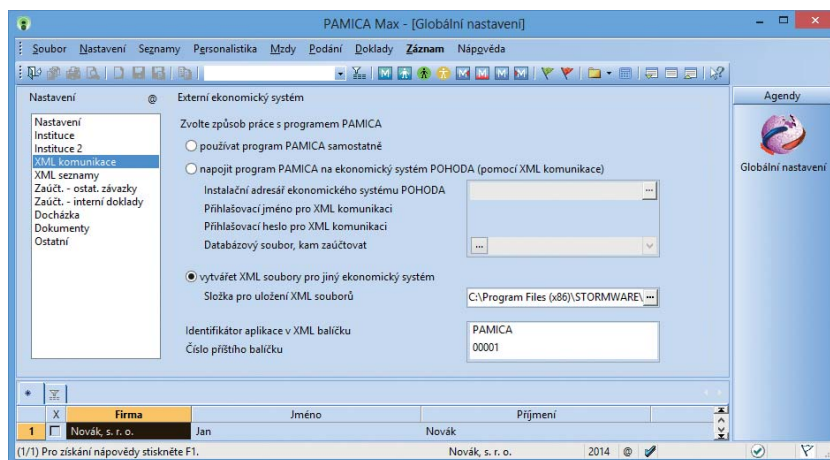 PAMICA Max - [Globální nastavení]
Soubor Nastavení Seznamy Personalistika Mzdy Podání Doklady Záznam Nápověda
Nastavení @
Externí ekonomický systém
Agendy
Nastavení
Instituce
Instituce 2
XML komunikace
XML seznamy
Zaúčt. - ostat. závazky
Zaúčt. - interní doklady
Docházka
Dokumenty
Ostatní
Zvolte způsob práce s programem PAMICA
používat program PAMICA samostatně
napojit program PAMICA na ekonomický systém POHODA (pomocí XML komunikace)
Instalační adresář ekonomického systému POHODA ...
Přihlašovací jméno pro XML komunikaci
Přihlašovací heslo pro XML komunikaci
Databázový soubor, kam zaúčtovat ...
vytvářet XML soubory pro jiný ekonomický systém
Složka pro uložení XML souborů C:\Program Files (x86)\STORMWARE\ ...
Identifikátor aplikace v XML balíčku PAMICA
Číslo příštího balíčku 00001
Globální nastavení
X Firma Jméno Příjmení
1 Novák, s. r. o. Jan Novák
(1/1) Pro získání nápovědy stiskněte F1. Novák, s. r. o. 2014 @